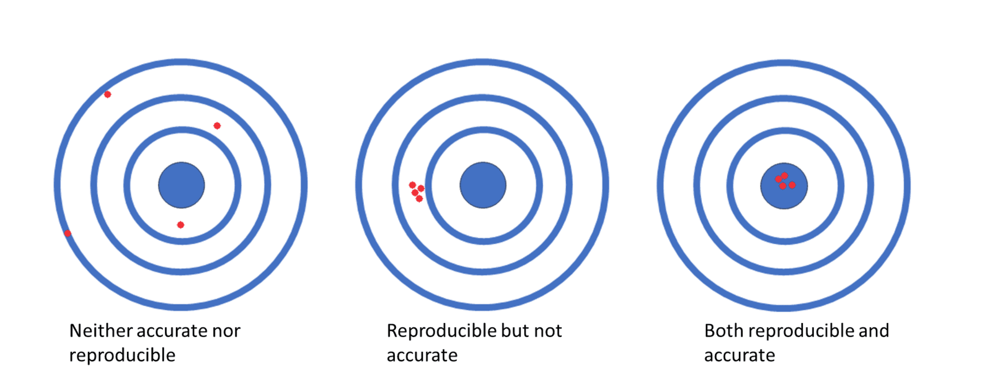 Neither accurate nor
reproducible
Reproducible but not
accurate
Both reproducible and
accurate